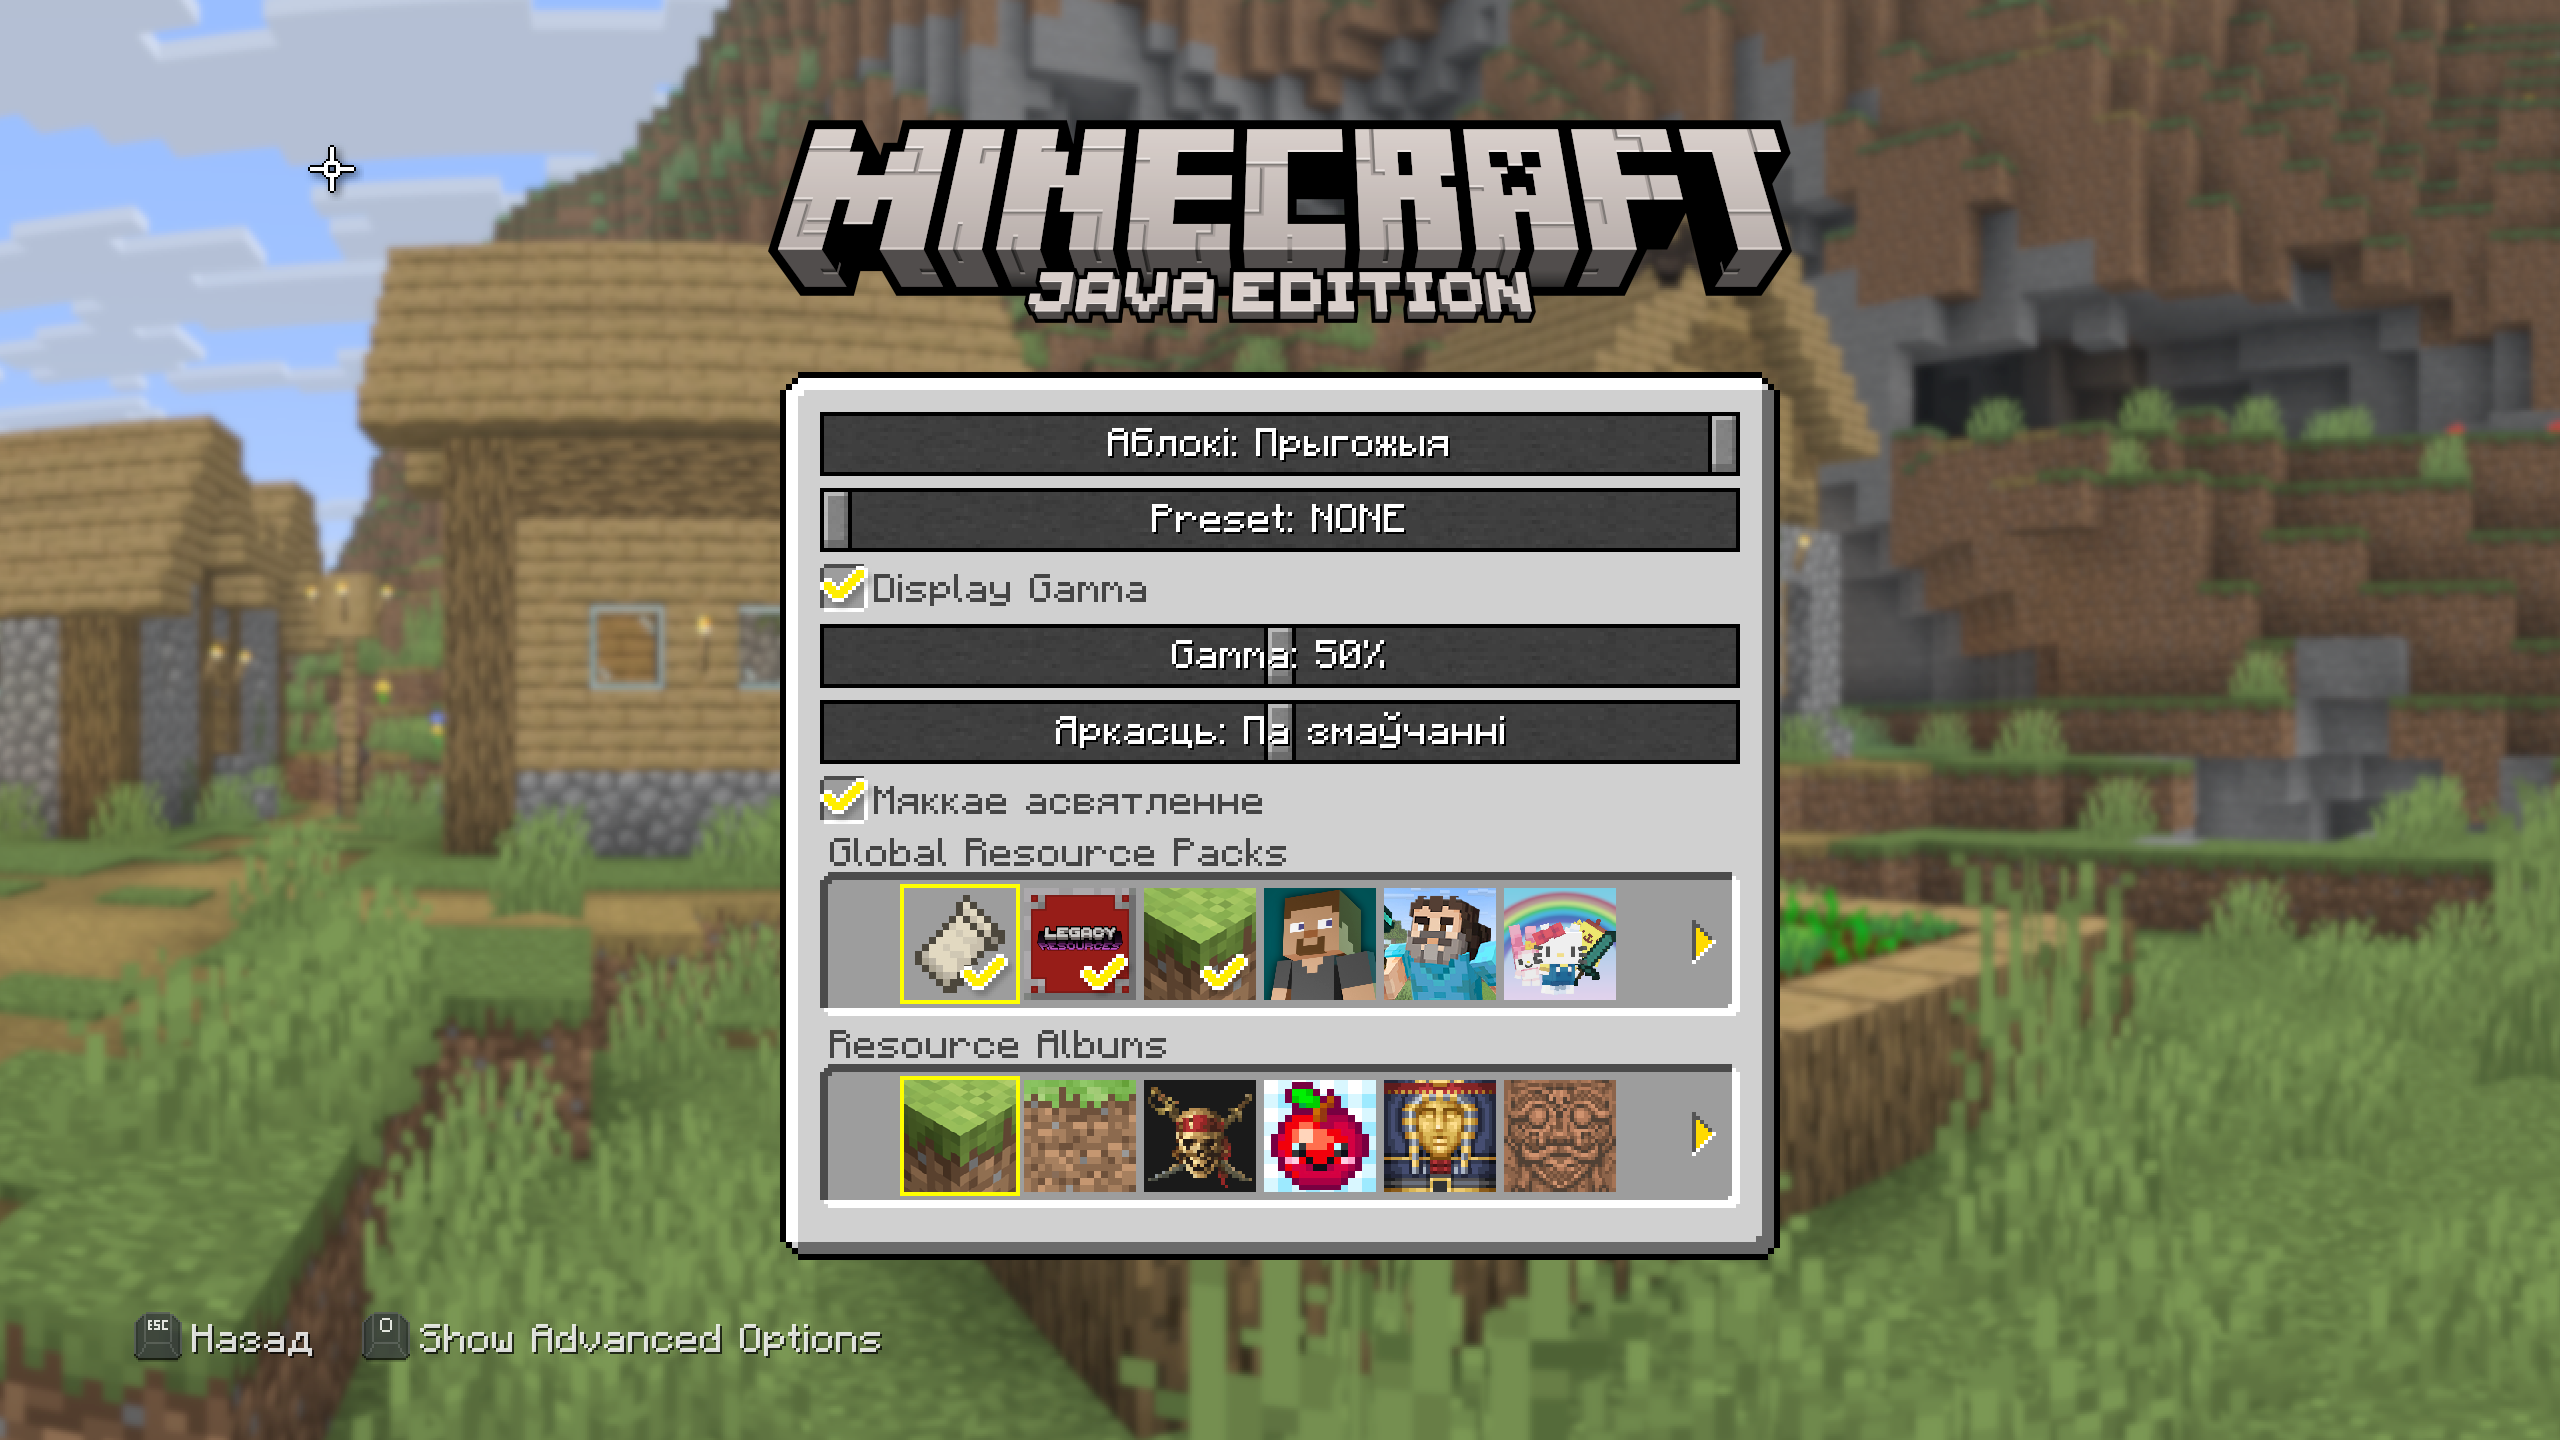 MINECRAFT
JAVA EDITION
Аблокі: Прыгожыя
Preset: NONE
Display Gamma
Gamma: 50%
Яркасць: Па змаўчанні
Мяккае асвятленне
Global Resource Packs
LEGACY
RESOURCES
Resource Albums
ESC Назад
O Show Advanced Options